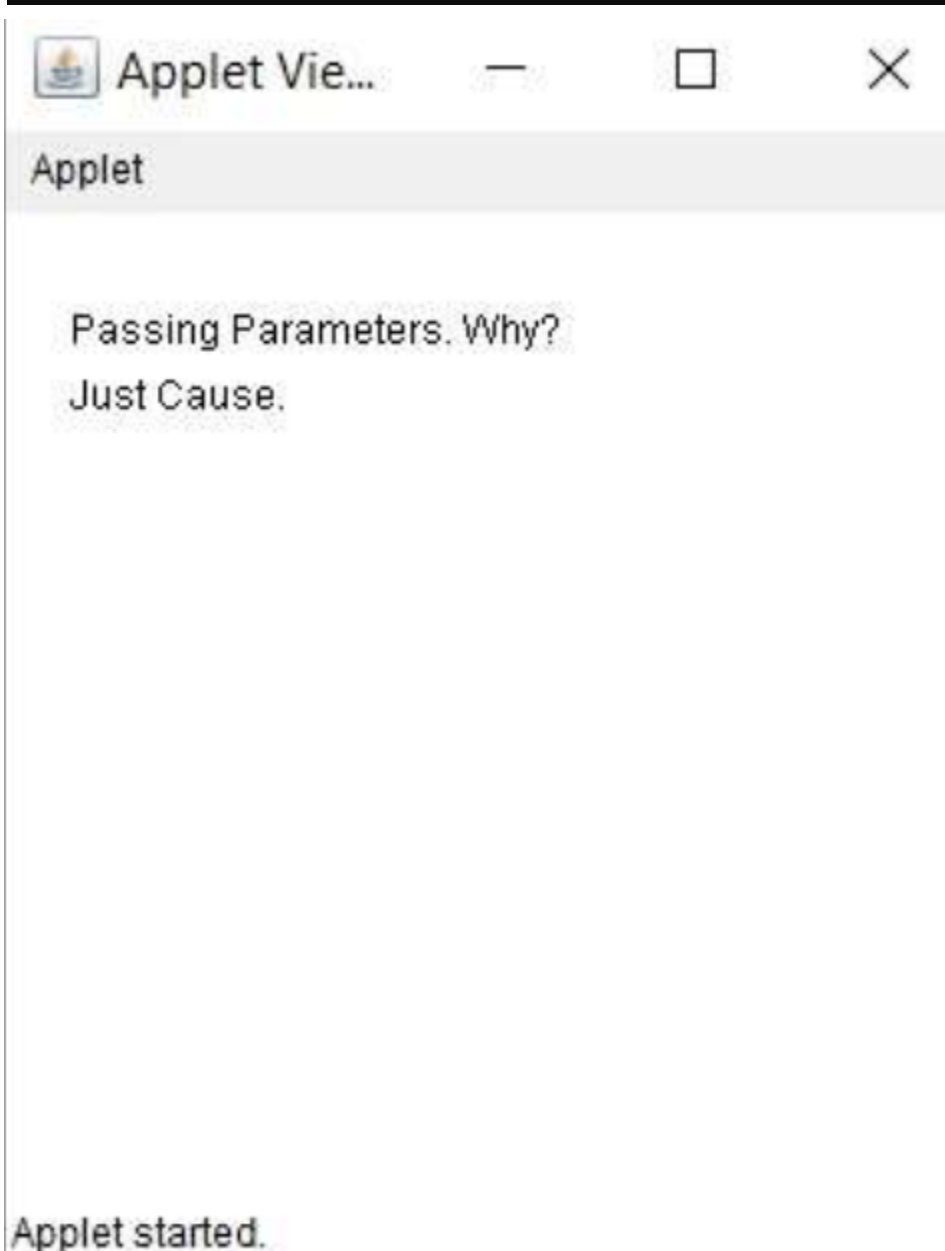 Applet Vie...
Applet
Passing Parameters. Why?
Just Cause.
Applet started.